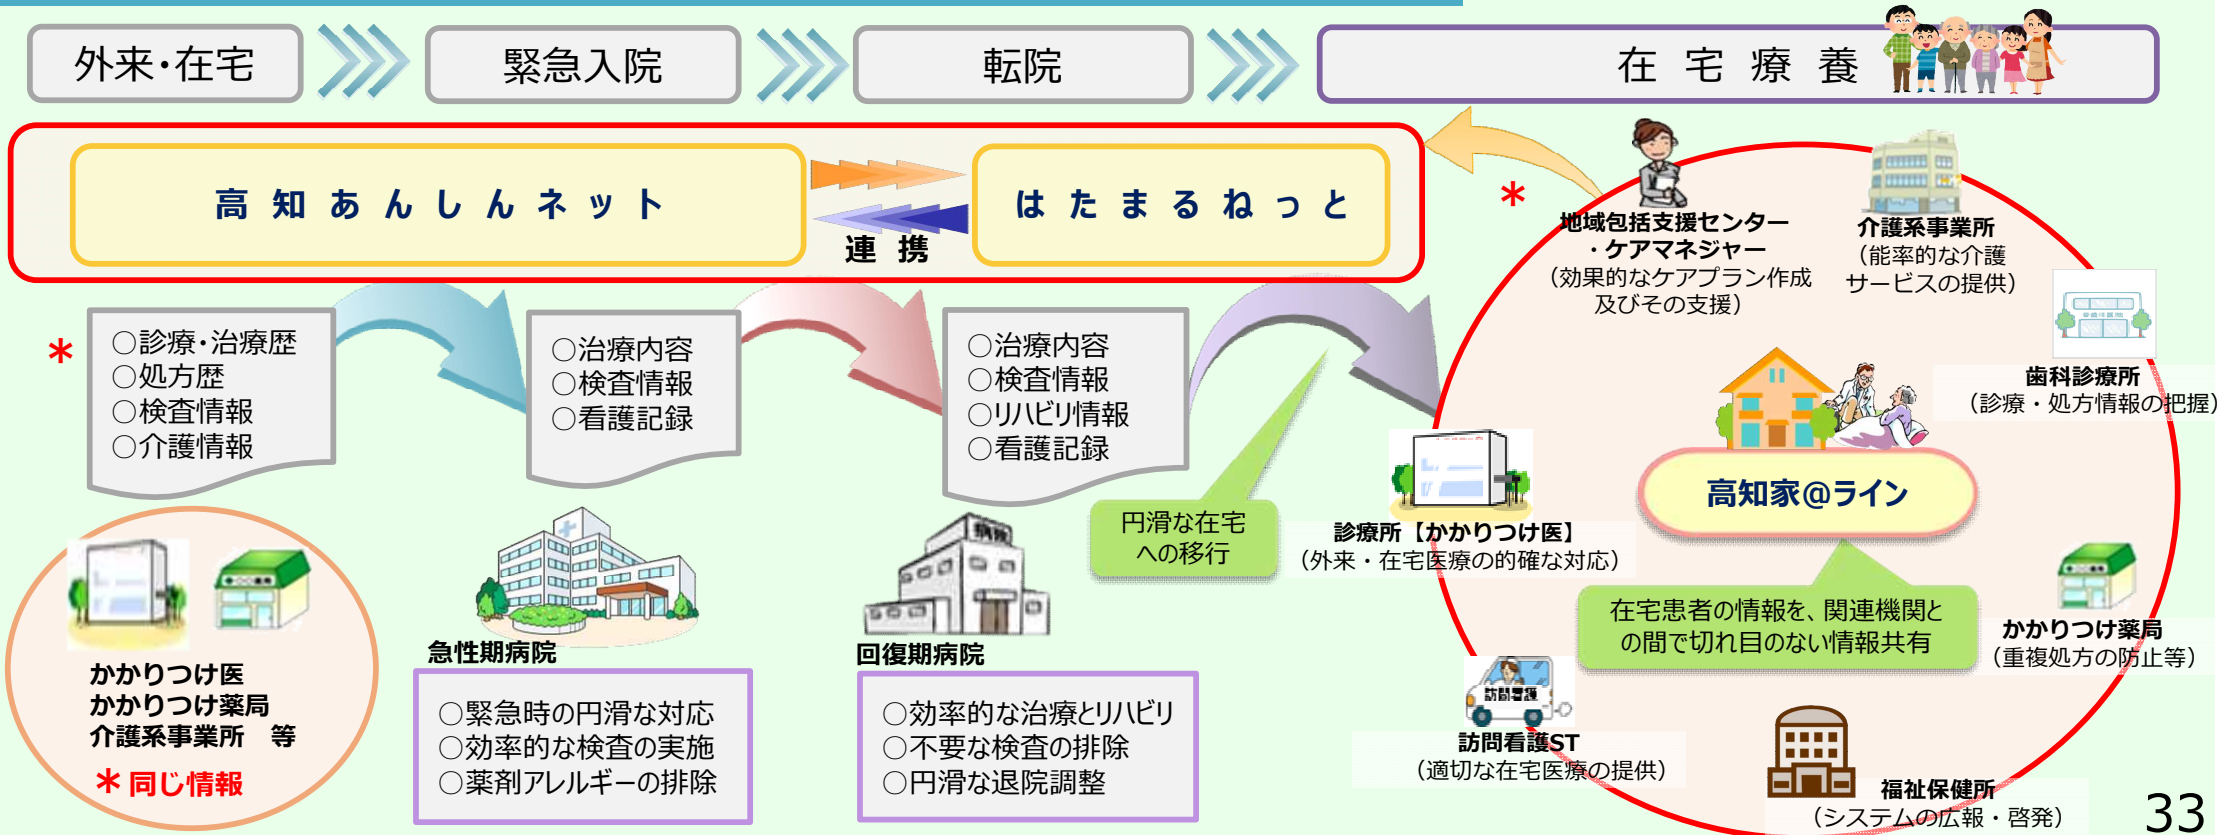 外来・在宅
緊急入院
転院
在宅療養
高知あんしんネット
はたまるねっと
連携
＊
○診療・治療歴
○処方歴
○検査情報
○介護情報
○治療内容
○検査情報
○看護記録
○治療内容
○検査情報
○リハビリ情報
○看護記録
円滑な在宅
への移行
かかりつけ医
かかりつけ薬局
介護系事業所　等
＊同じ情報
急性期病院
○緊急時の円滑な対応
○効率的な検査の実施
○薬剤アレルギーの排除
病院
回復期病院
○効率的な治療とリハビリ
○不要な検査の排除
○円滑な退院調整
＊
地域包括支援センター
・ケアマネジャー
（効果的なケアプラン作成
及びその支援）
介護系事業所
（能率的な介護
サービスの提供）
歯科診療所
（診療・処方情報の把握）
高知家@ライン
診療所【かかりつけ医】
（外来・在宅医療の的確な対応）
在宅患者の情報を、関連機関と
の間で切れ目のない情報共有
かかりつけ薬局
（重複処方の防止等）
訪問看護
訪問看護ST
（適切な在宅医療の提供）
福祉保健所
（システムの広報・啓発）
33